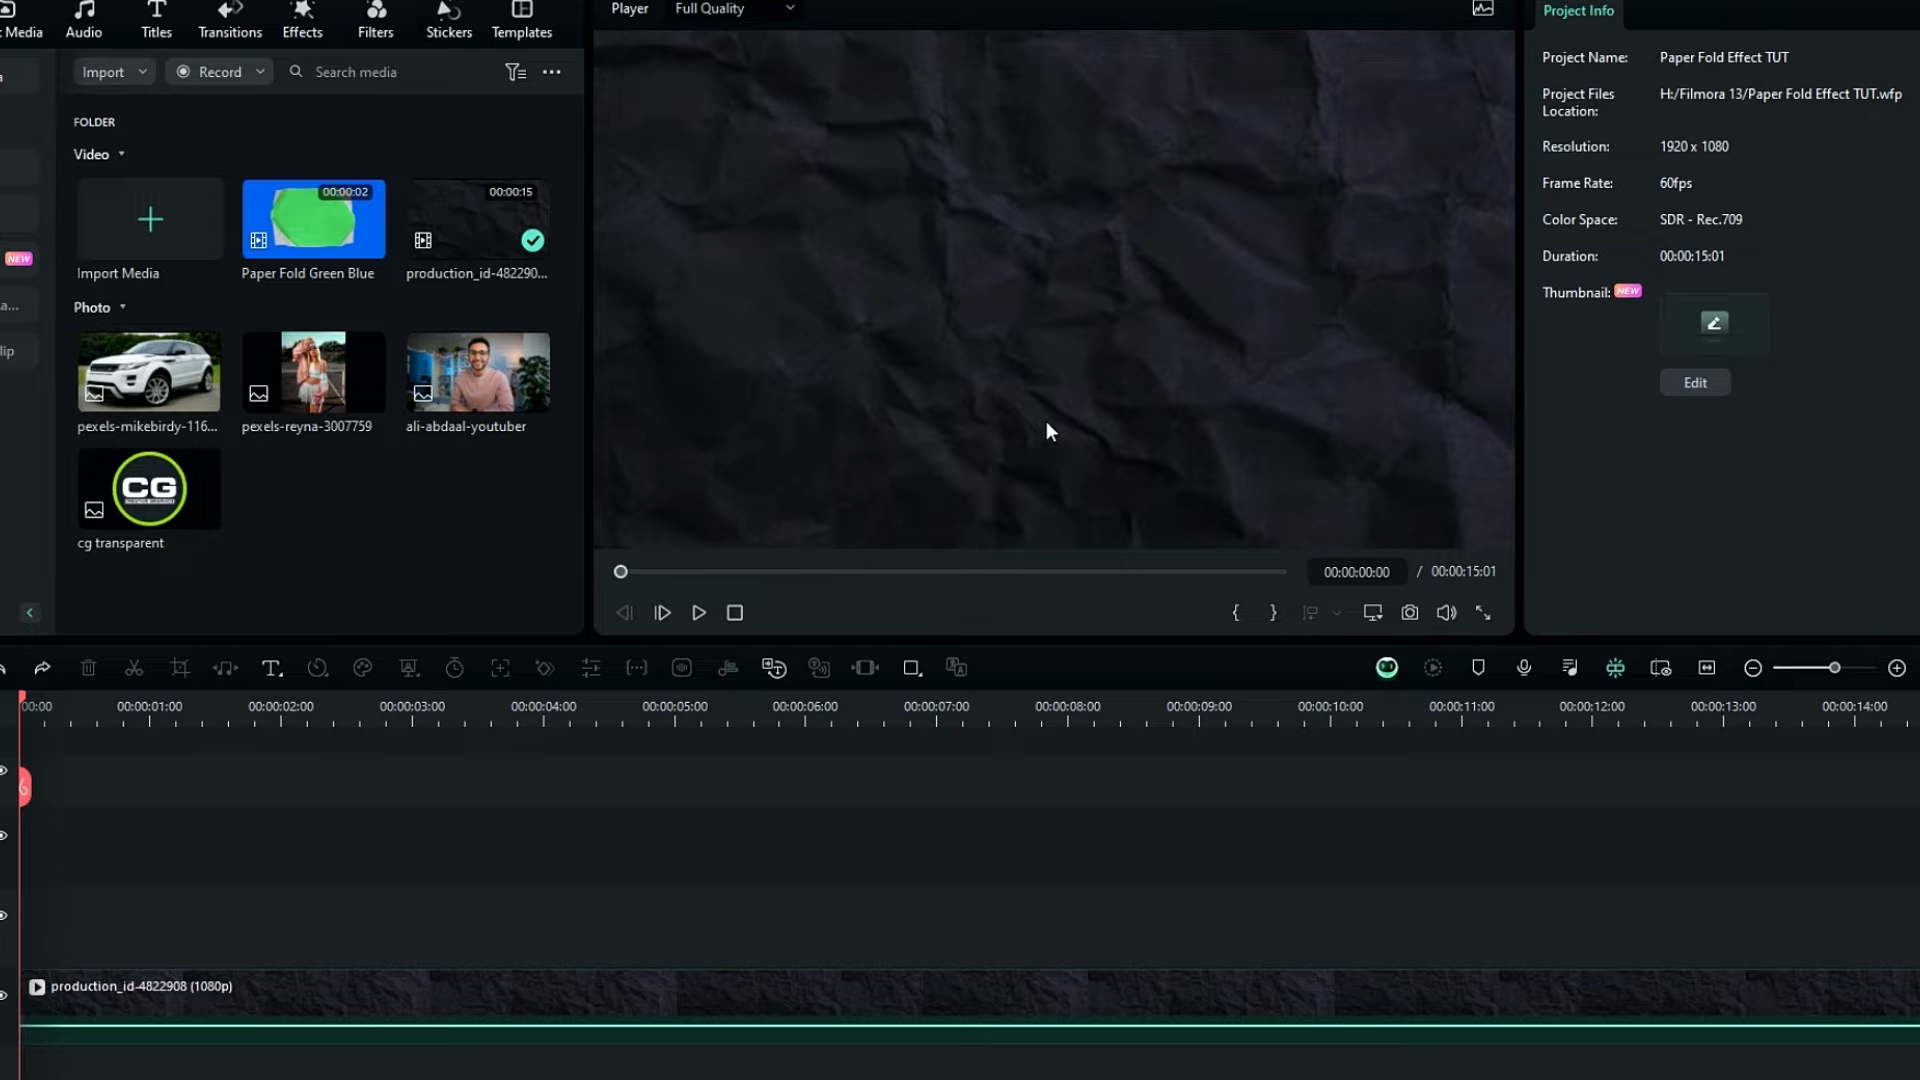 Media
Audio
Titles
Transitions
Effects
Filters
Stickers
Templates
Import
Record
Search media
FOLDER
Video
00:00:02
00:00:15
Import Media
Paper Fold Green Blue
production_id-482290...
NEW
Photo
a...
lip
pexels-mikebirdy-116...
pexels-reyna-3007759
ali-abdaal-youtuber
CG
cg transparent
Player
Full Quality
00:00:00:00
/ 00:00:15:01
Project Info
Project Name: Paper Fold Effect TUT
Project Files Location: H:/Filmora 13/Paper Fold Effect TUT.wfp
Resolution: 1920 x 1080
Frame Rate: 60fps
Color Space: SDR - Rec.709
Duration: 00:00:15:01
Thumbnail: NEW
Edit
00:00 00:00:01:00 00:00:02:00 00:00:03:00 00:00:04:00 00:00:05:00 00:00:06:00 00:00:07:00 00:00:08:00 00:00:09:00 00:00:10:00 00:00:11:00 00:00:12:00 00:00:13:00 00:00:14:00
production_id-4822908 (1080p)